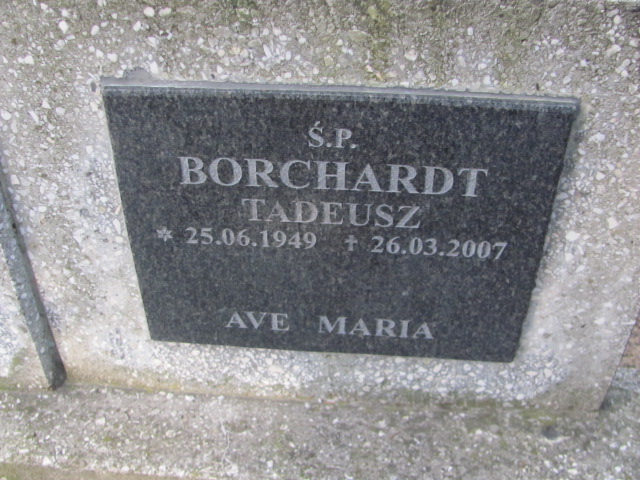 Ś.P.
BORCHARDT
TADEUSZ
* 25.06.1949 † 26.03.2007
AVE MARIA